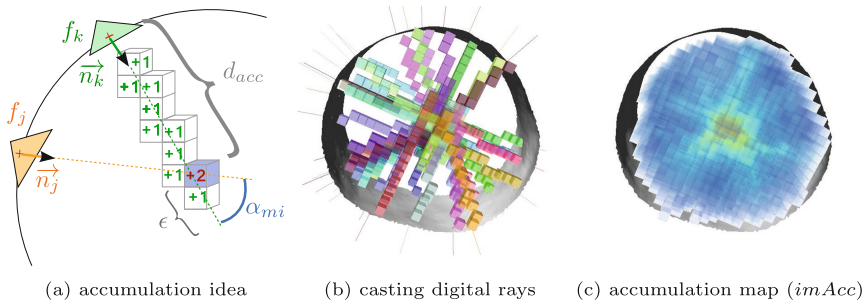 f_k
n_k
d_acc
+1
+1 +1
+1
+1 +1
f_j
n_j
+1 +2
+1
ϵ
α_mi
(a) accumulation idea
(b) casting digital rays
(c) accumulation map (imAcc)